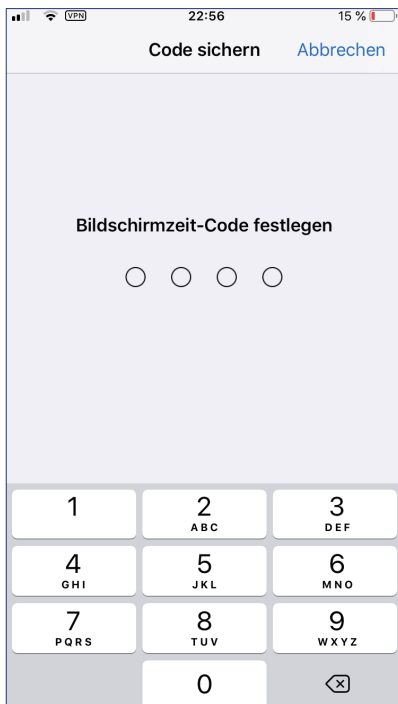 VPN 22:56 15 %
Code sichern Abbrechen
Bildschirmzeit-Code festlegen
1 2 3
ABC DEF
4 5 6
GHI JKL MNO
7 8 9
PQRS TUV WXYZ
0